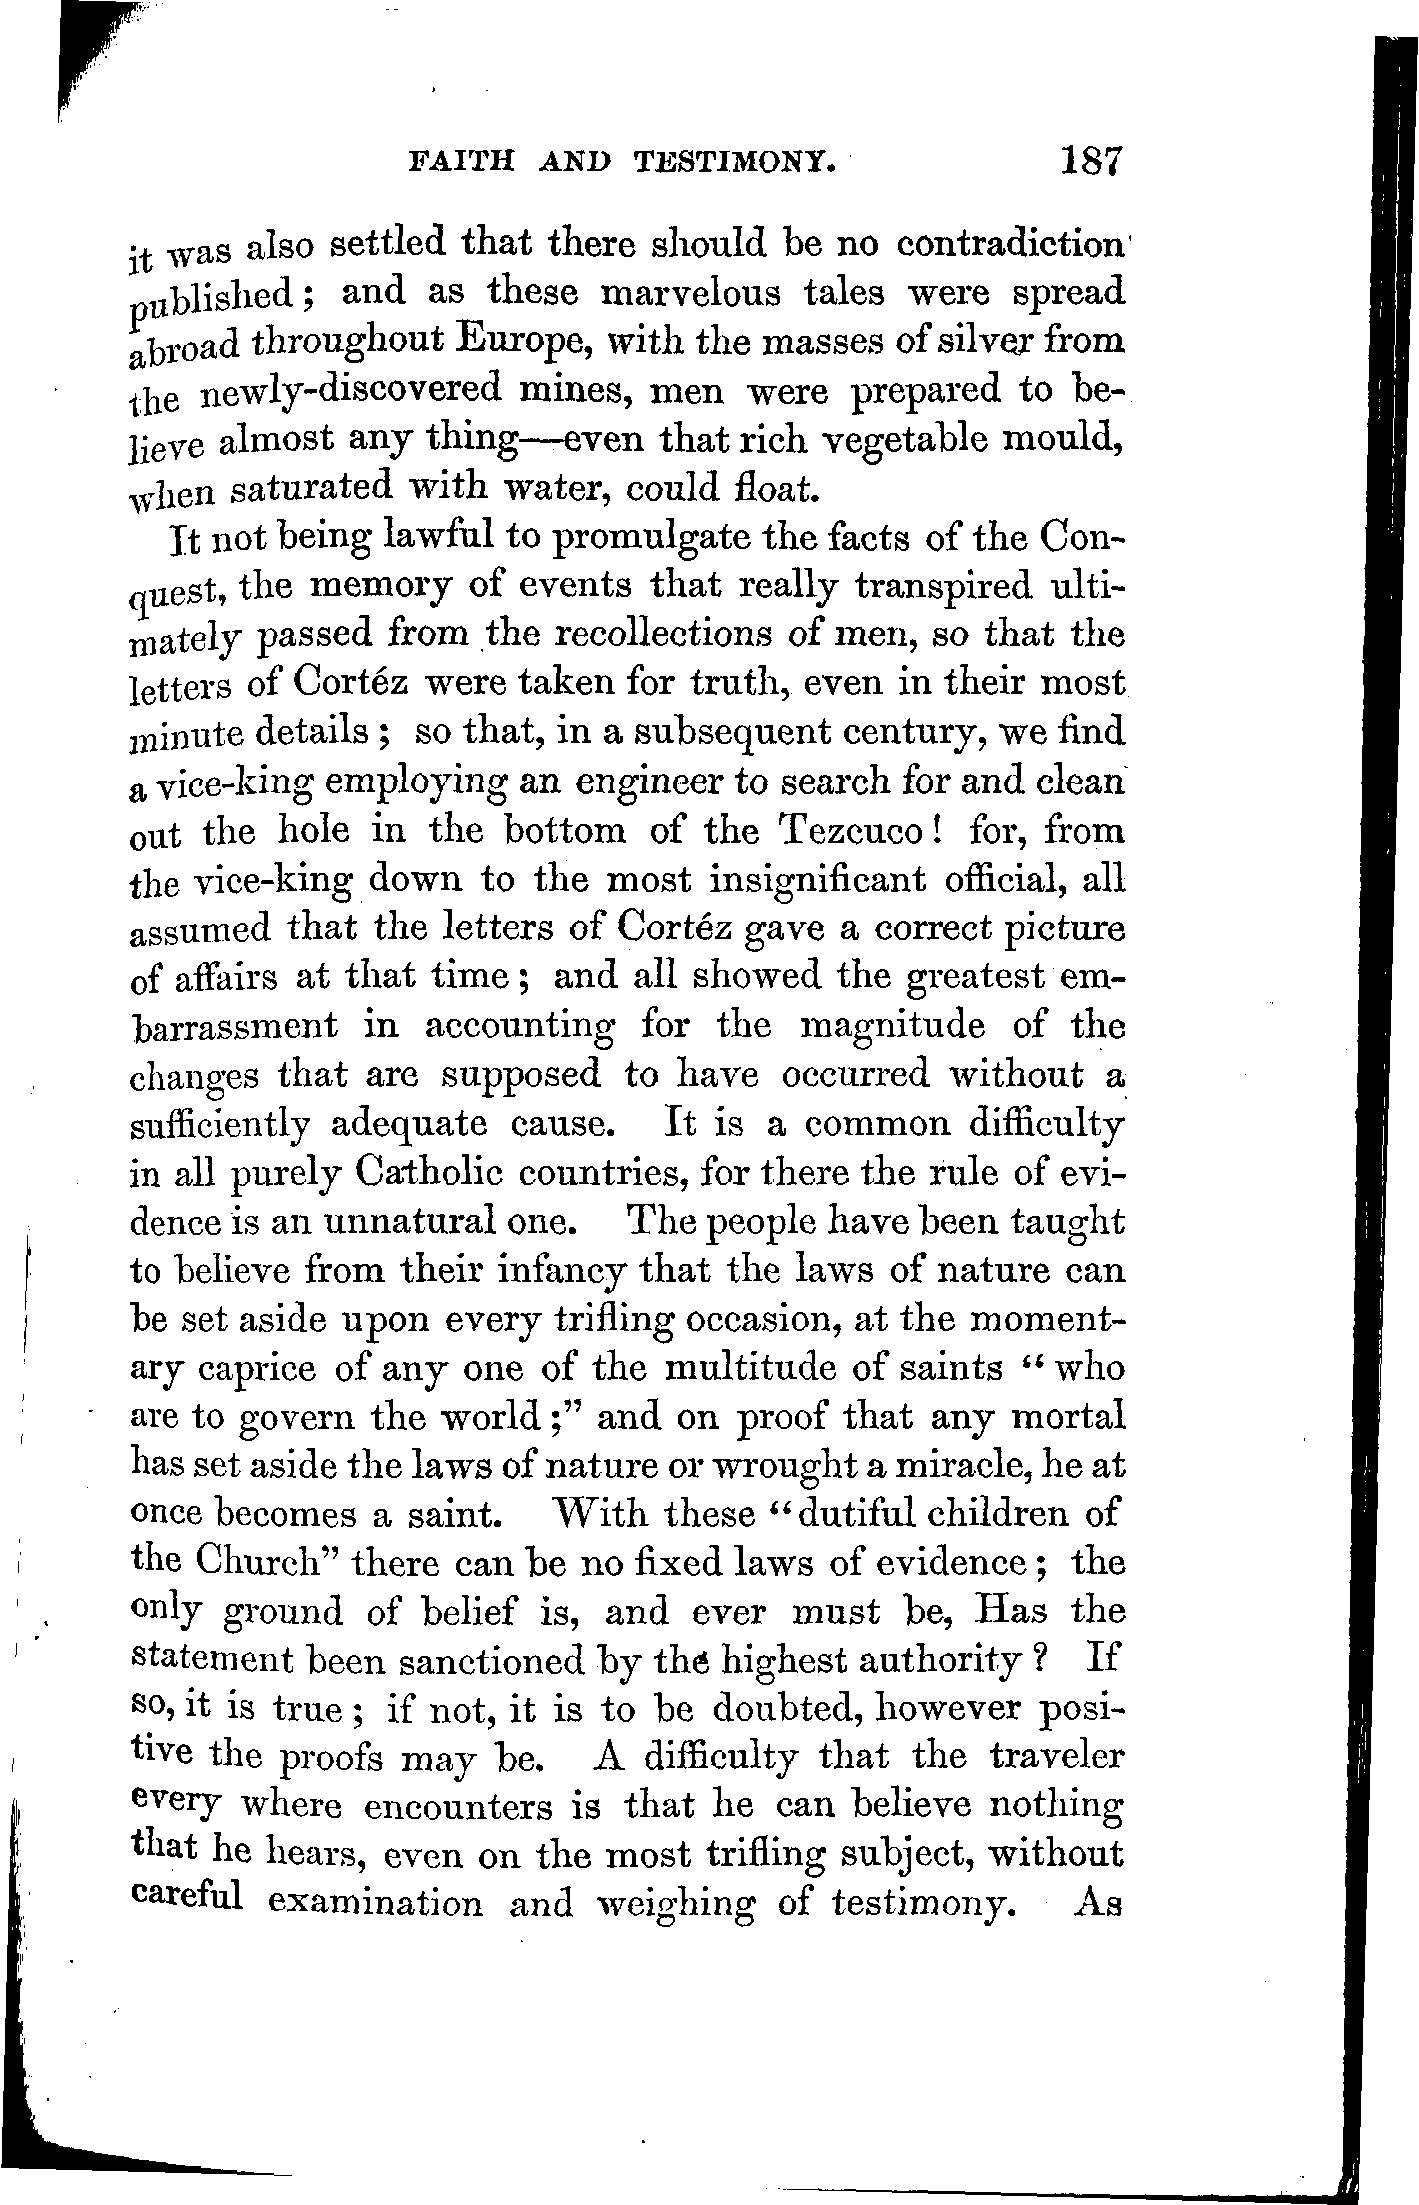 FAITH AND TESTIMONY. 187
it was also settled that there should be no contradiction
published; and as these marvelous tales were spread
abroad throughout Europe, with the masses of silver from
the newly-discovered mines, men were prepared to be-
lieve almost any thing—even that rich vegetable mould,
when saturated with water, could float.
It not being lawful to promulgate the facts of the Con-
quest, the memory of events that really transpired ulti-
mately passed from the recollections of men, so that the
letters of Cortéz were taken for truth, even in their most
minute details; so that, in a subsequent century, we find
a vice-king employing an engineer to search for and clean
out the hole in the bottom of the Tezcuco! for, from
the vice-king down to the most insignificant official, all
assumed that the letters of Cortéz gave a correct picture
of affairs at that time; and all showed the greatest em-
barrassment in accounting for the magnitude of the
changes that are supposed to have occurred without a
sufficiently adequate cause. It is a common difficulty
in all purely Catholic countries, for there the rule of evi-
dence is an unnatural one. The people have been taught
to believe from their infancy that the laws of nature can
be set aside upon every trifling occasion, at the moment-
ary caprice of any one of the multitude of saints “who
are to govern the world;” and on proof that any mortal
has set aside the laws of nature or wrought a miracle, he at
once becomes a saint. With these “dutiful children of
the Church” there can be no fixed laws of evidence; the
only ground of belief is, and ever must be, Has the
statement been sanctioned by the highest authority? If
so, it is true; if not, it is to be doubted, however posi-
tive the proofs may be. A difficulty that the traveler
every where encounters is that he can believe nothing
that he hears, even on the most trifling subject, without
careful examination and weighing of testimony. As